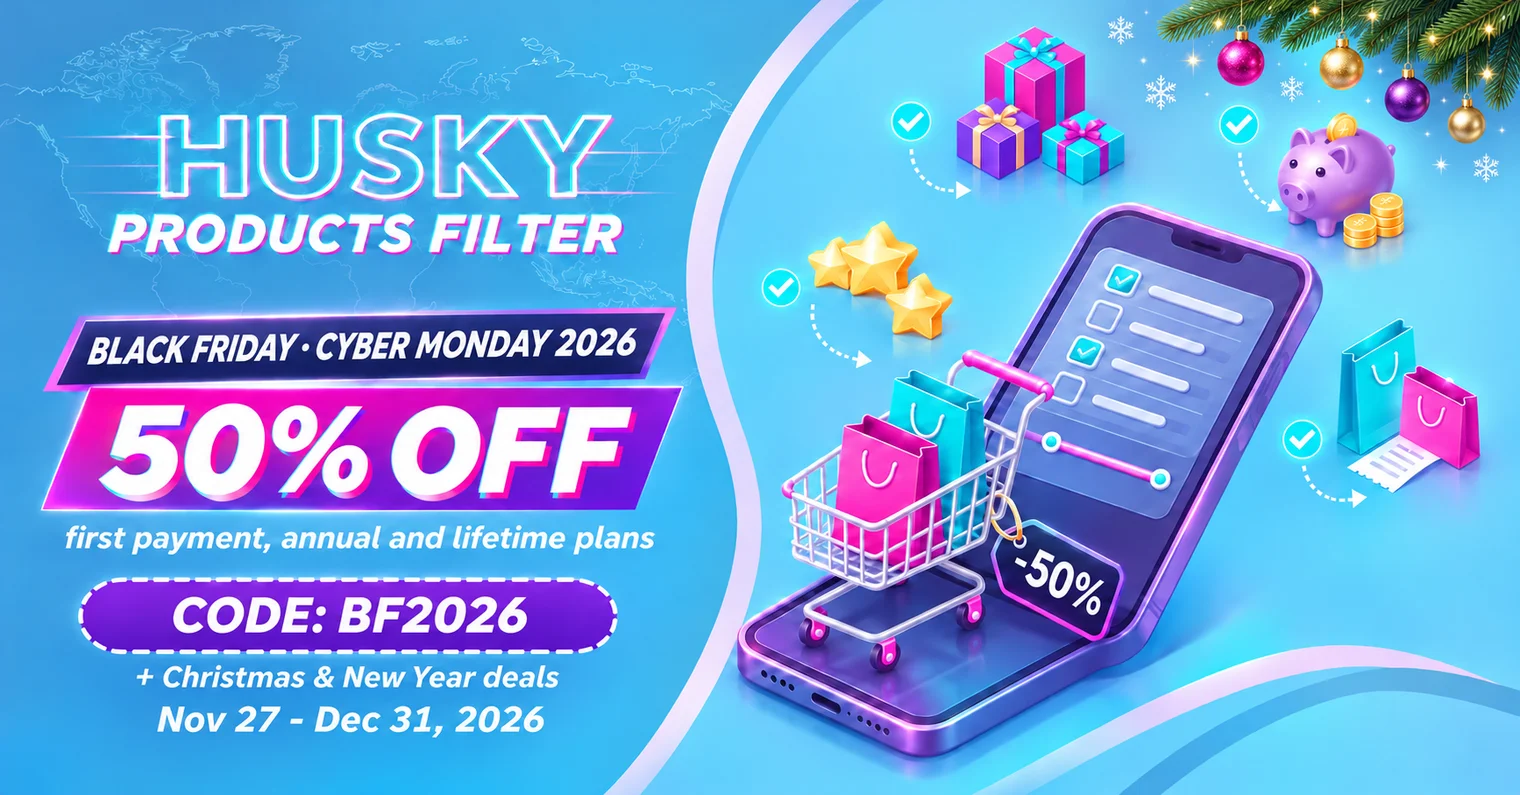 HUSKY
PRODUCTS FILTER
BLACK FRIDAY · CYBER MONDAY 2026
50% OFF
first payment, annual and lifetime plans
CODE: BF2026
+ Christmas & New Year deals
Nov 27 - Dec 31, 2026
-50%